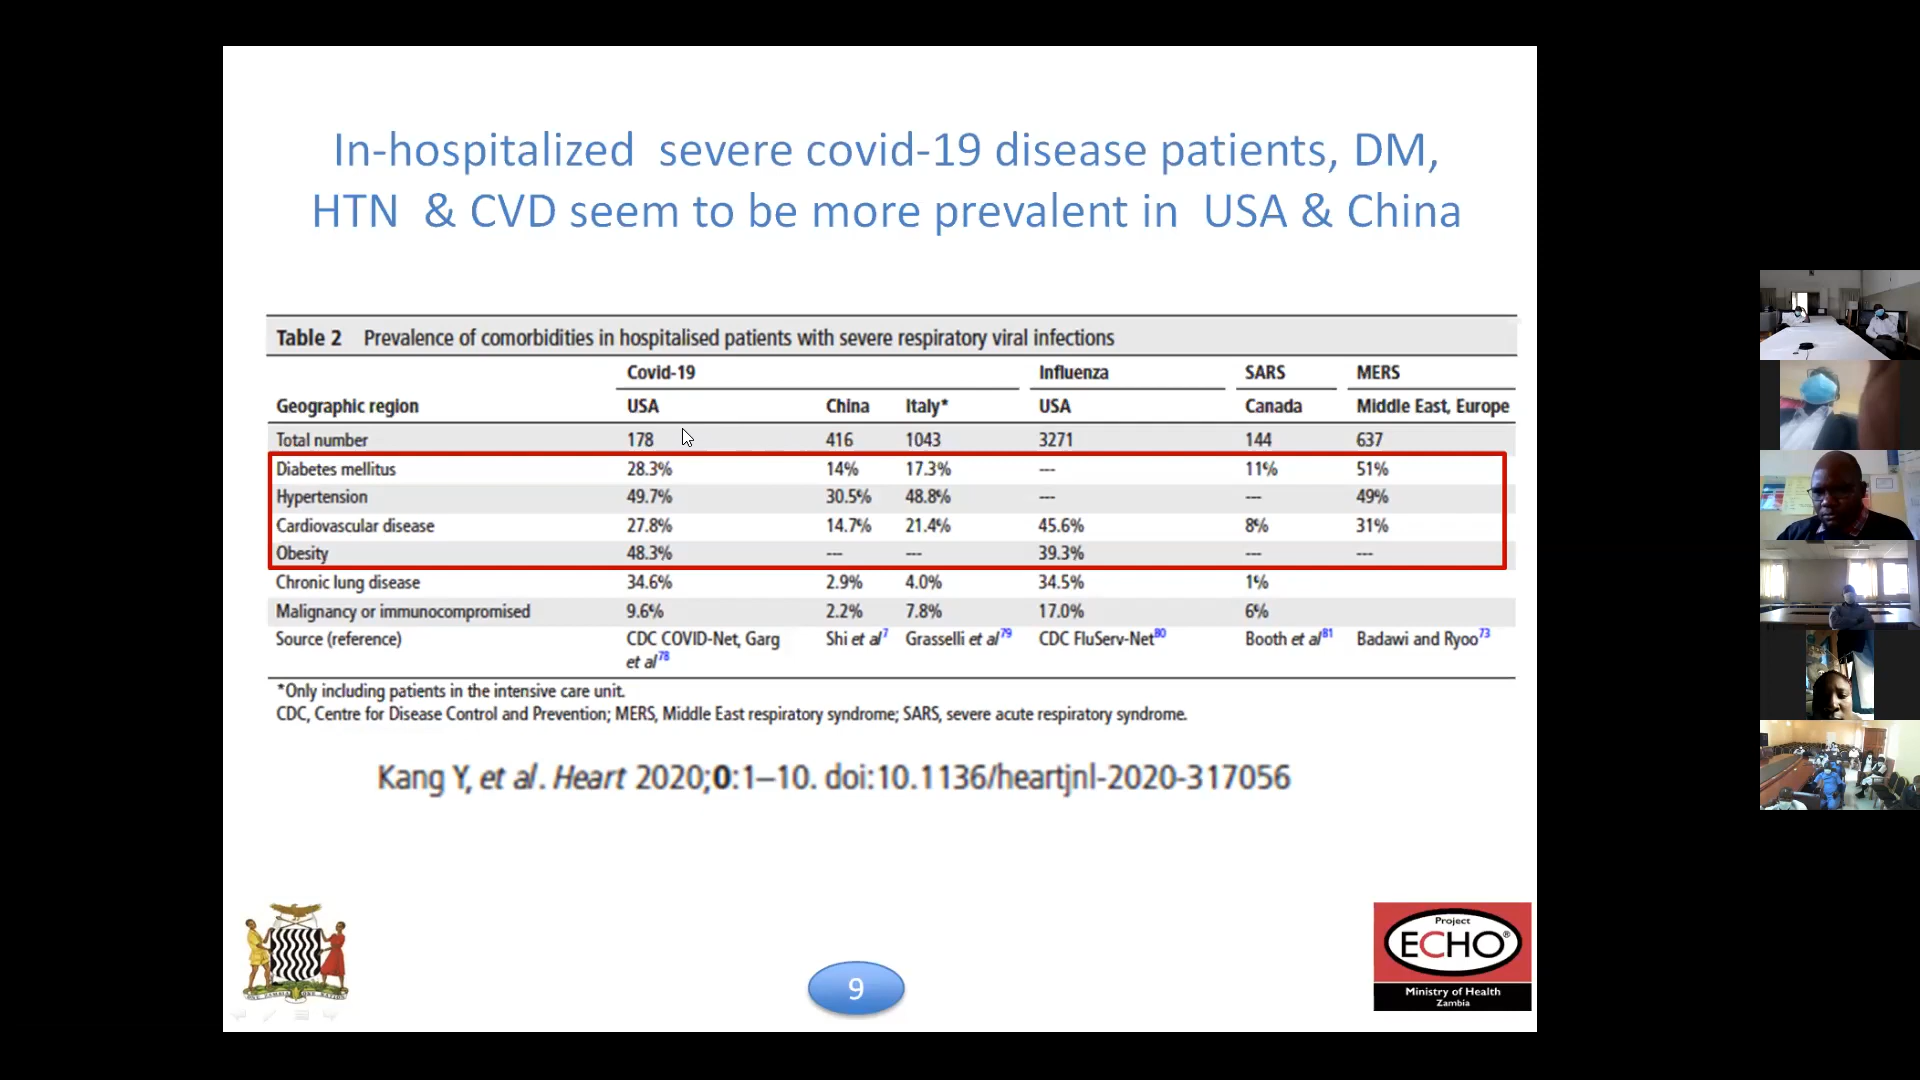 In-hospitalized severe covid-19 disease patients, DM,
HTN & CVD seem to be more prevalent in USA & China
Table 2 Prevalence of comorbidities in hospitalised patients with severe respiratory viral infections
Covid-19 Influenza SARS MERS
Geographic region USA China Italy* USA Canada Middle East, Europe
Total number 178 416 1043 3271 144 637
Diabetes mellitus 28.3% 14% 17.3% --- 11% 51%
Hypertension 49.7% 30.5% 48.8% --- --- 49%
Cardiovascular disease 27.8% 14.7% 21.4% 45.6% 8% 31%
Obesity 48.3% --- --- 39.3% --- ---
Chronic lung disease 34.6% 2.9% 4.0% 34.5% 1%
Malignancy or immunocompromised 9.6% 2.2% 7.8% 17.0% 6%
Source (reference) CDC COVID-Net, Garg Shi et al7 Grasselli et al79 CDC FluServ-Net80 Booth et al81 Badawi and Ryoo73
et al78
*Only including patients in the intensive care unit.
CDC, Centre for Disease Control and Prevention; MERS, Middle East respiratory syndrome; SARS, severe acute respiratory syndrome.
Kang Y, et al. Heart 2020;0:1–10. doi:10.1136/heartjnl-2020-317056
9
Project
ECHO®
Ministry of Health
Zambia